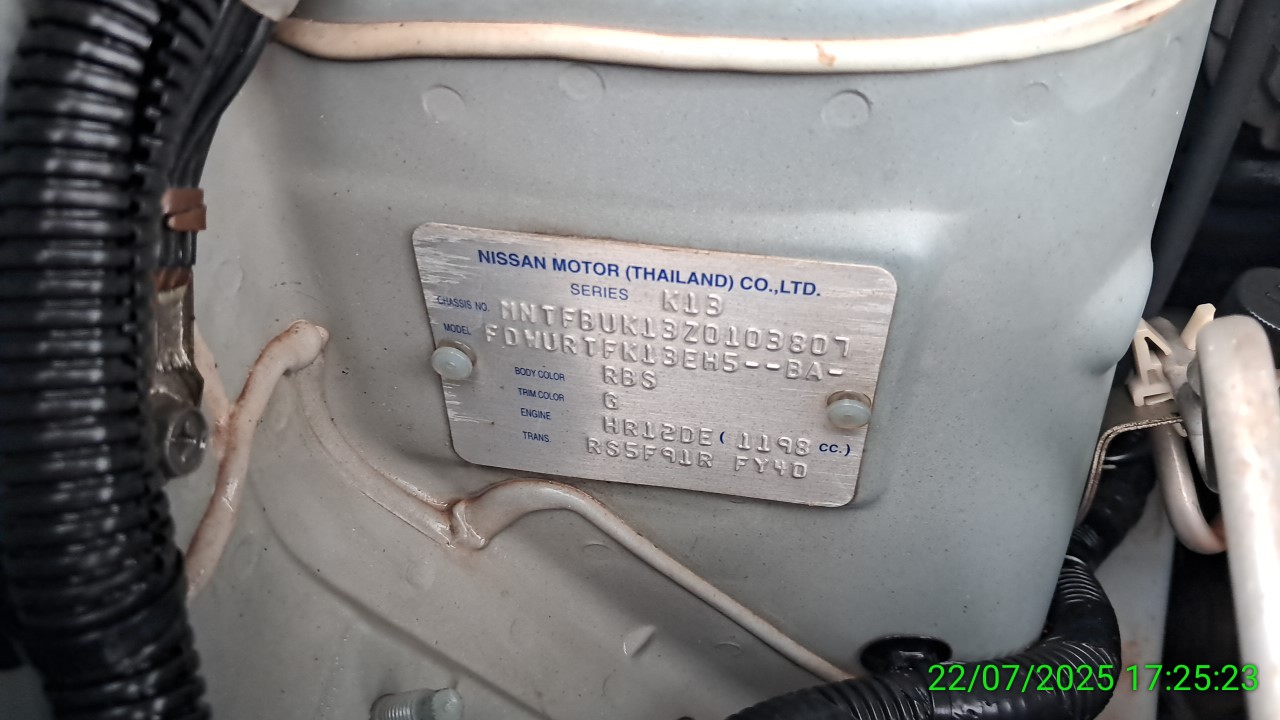 NISSAN MOTOR (THAILAND) CO.,LTD.
SERIES K13
CHASSIS NO. MNTFBUK13Z0103807
MODEL FDWURTFK13EH5--BA-
BODY COLOR RBS
TRIM.COLOR G
ENGINE HR12DE ( 1198 CC.)
TRANS. RS5F91R FY40
22/07/2025 17:25:23